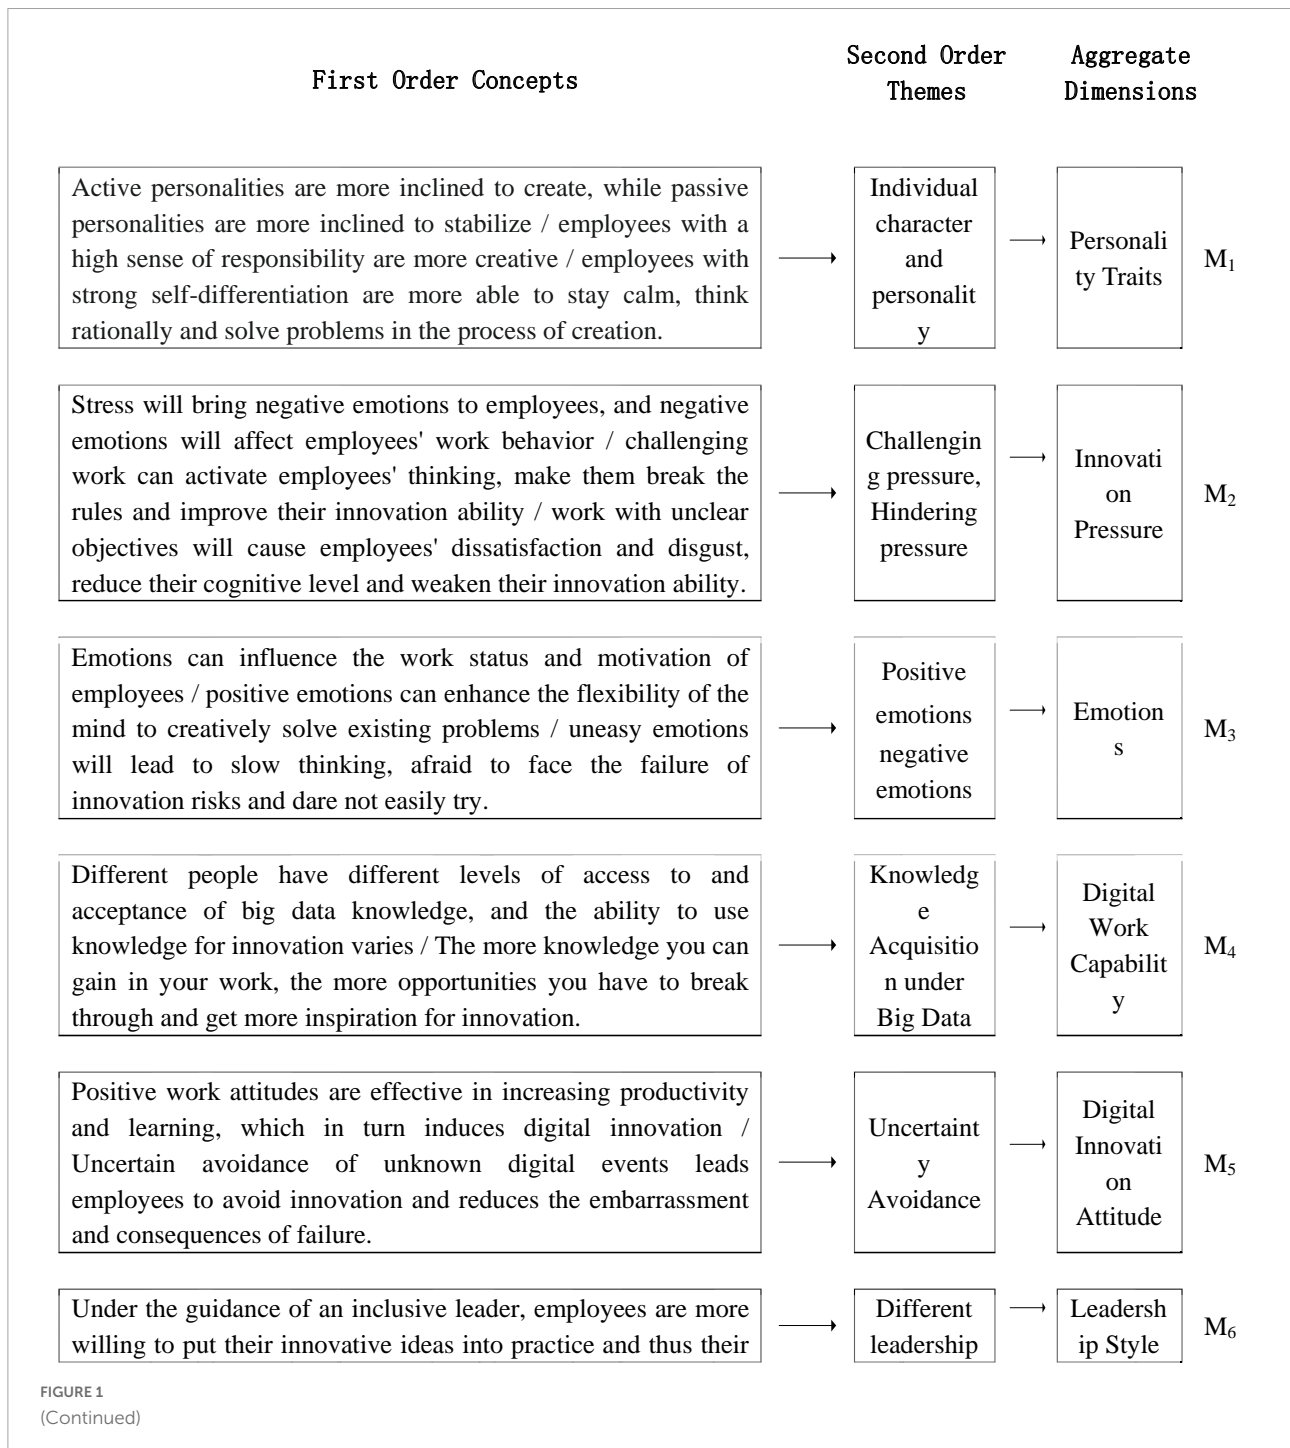 First Order Concepts
Second Order
Themes
Aggregate
Dimensions
Active personalities are more inclined to create, while passive
personalities are more inclined to stabilize / employees with a
high sense of responsibility are more creative / employees with
strong self-differentiation are more able to stay calm, think
rationally and solve problems in the process of creation.
Individual
character
and
personalit
y
Personali
ty Traits
M1
Stress will bring negative emotions to employees, and negative
emotions will affect employees' work behavior / challenging
work can activate employees' thinking, make them break the
rules and improve their innovation ability / work with unclear
objectives will cause employees' dissatisfaction and disgust,
reduce their cognitive level and weaken their innovation ability.
Challengin
g pressure,
Hindering
pressure
Innovati
on
Pressure
M2
Emotions can influence the work status and motivation of
employees / positive emotions can enhance the flexibility of the
mind to creatively solve existing problems / uneasy emotions
will lead to slow thinking, afraid to face the failure of
innovation risks and dare not easily try.
Positive
emotions
negative
emotions
Emotion
s
M3
Different people have different levels of access to and
acceptance of big data knowledge, and the ability to use
knowledge for innovation varies / The more knowledge you can
gain in your work, the more opportunities you have to break
through and get more inspiration for innovation.
Knowledg
e
Acquisitio
n under
Big Data
Digital
Work
Capabilit
y
M4
Positive work attitudes are effective in increasing productivity
and learning, which in turn induces digital innovation /
Uncertain avoidance of unknown digital events leads
employees to avoid innovation and reduces the embarrassment
and consequences of failure.
Uncertaint
y
Avoidance
Digital
Innovati
on
Attitude
M5
Under the guidance of an inclusive leader, employees are more
willing to put their innovative ideas into practice and thus their
Different
leadership
Leadersh
ip Style
M6
FIGURE 1
(Continued)